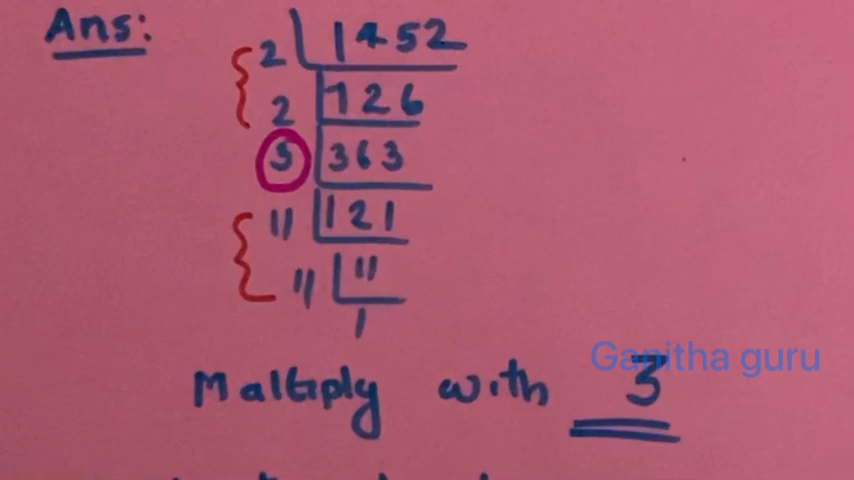 Ans:
2 1452
2 726
3 363
11 121
11 11
1
Ganitha guru
Maltiply with 3